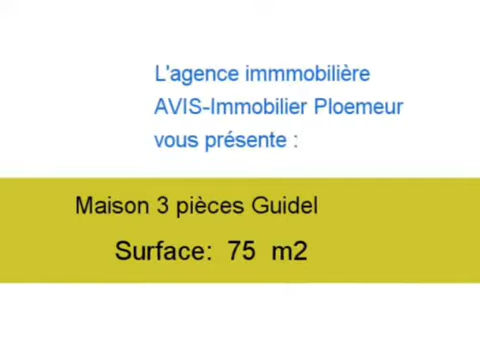 L'agence immmobilière
AVIS-Immobilier Ploemeur
vous présente :
Maison 3 pièces Guidel
Surface: 75 m2